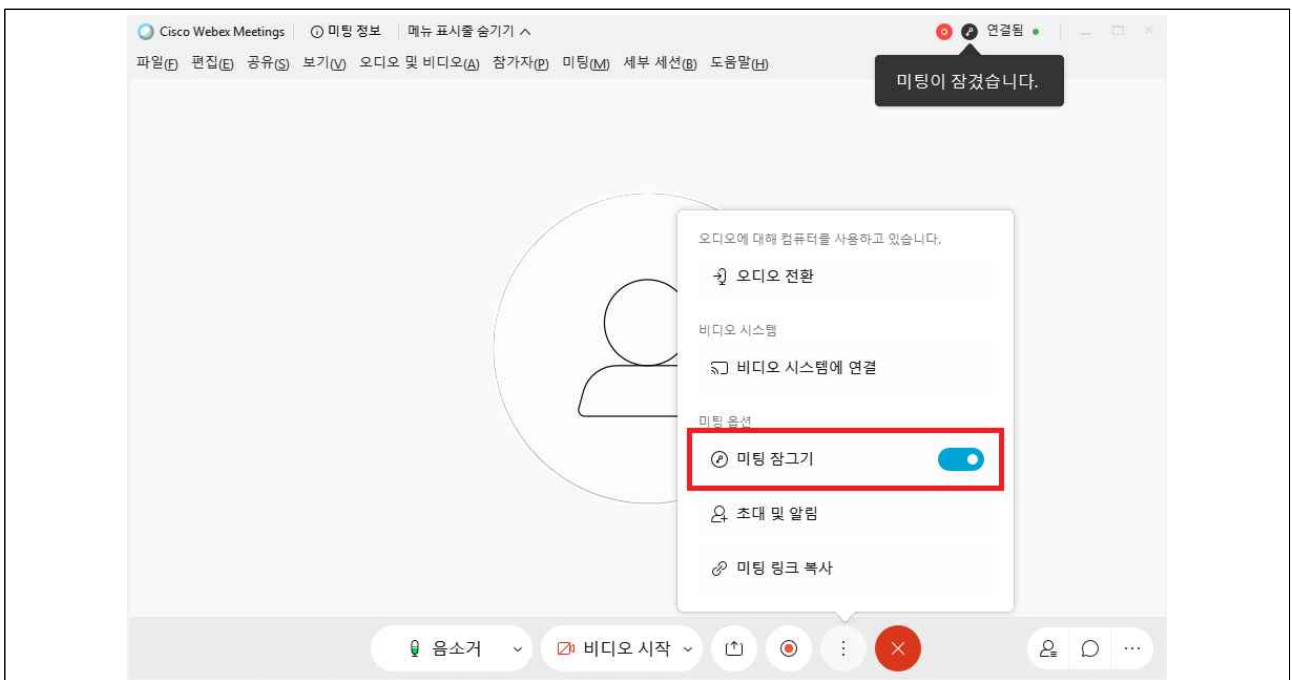 Cisco Webex Meetings 미팅 정보 메뉴 표시줄 숨기기 연결됨
파일(F) 편집(E) 공유(S) 보기(V) 오디오 및 비디오(A) 참가자(P) 미팅(M) 세부 세션(B) 도움말(H)
미팅이 잠겼습니다.
오디오에 대해 컴퓨터를 사용하고 있습니다.
오디오 전환
비디오 시스템
비디오 시스템에 연결
미팅 옵션
미팅 잠그기
초대 및 알림
미팅 링크 복사
음소거 비디오 시작